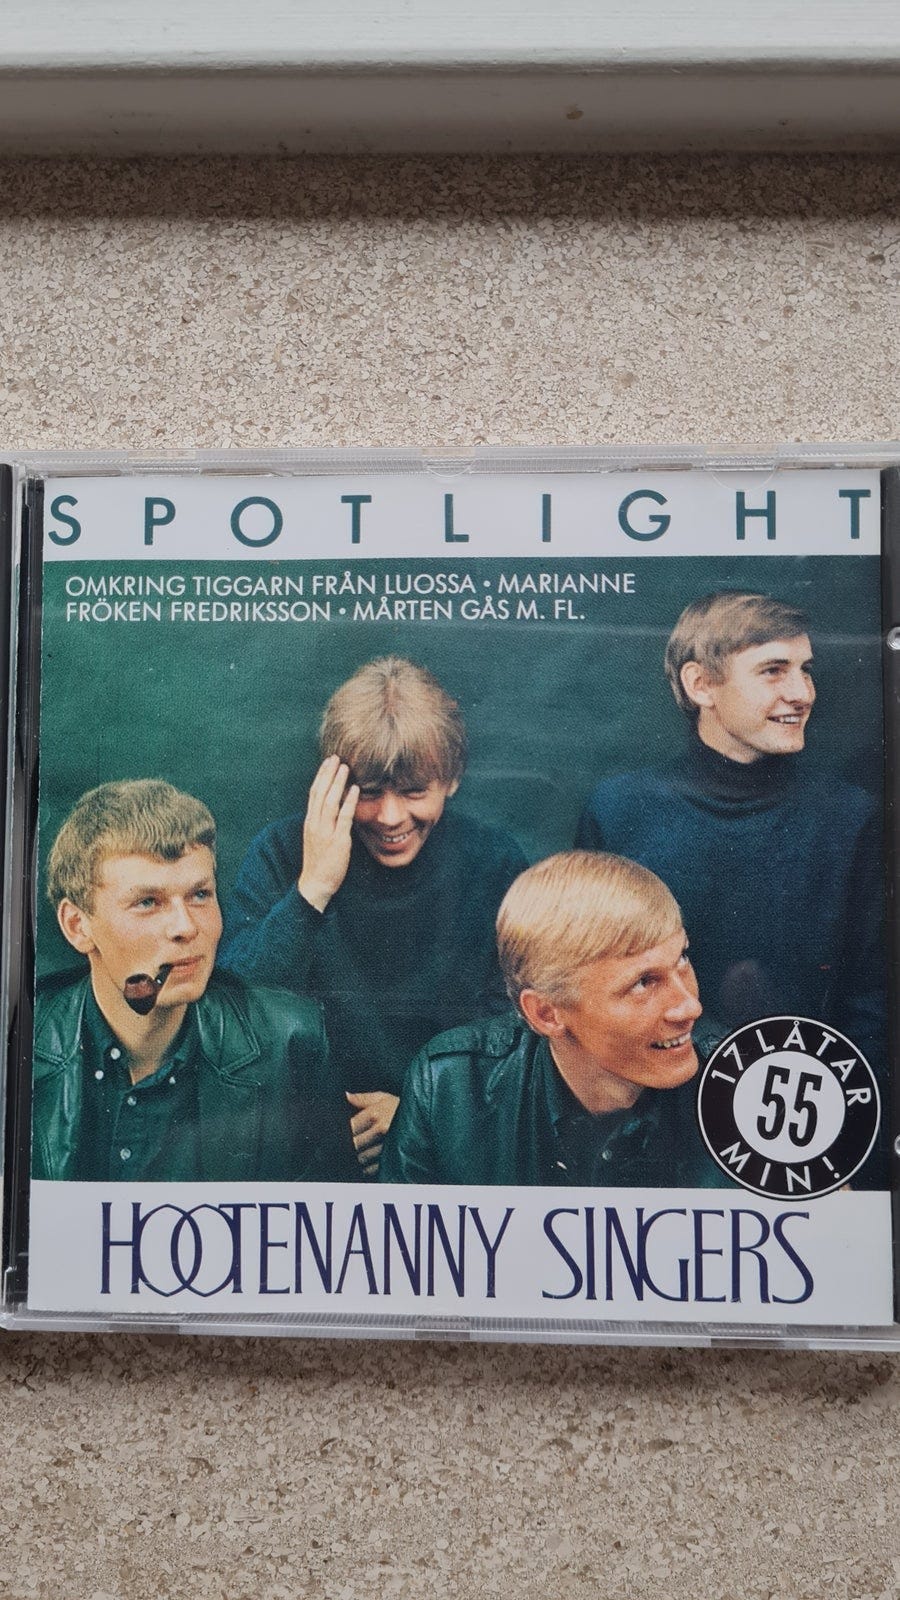 SPOTLIGHT
OMKRING TIGGARN FRÅN LUOSSA • MARIANNE
FRÖKEN FREDRIKSSON • MÅRTEN GÅS M. FL.
17 LÅTAR
55
MIN!
HOOTENANNY SINGERS